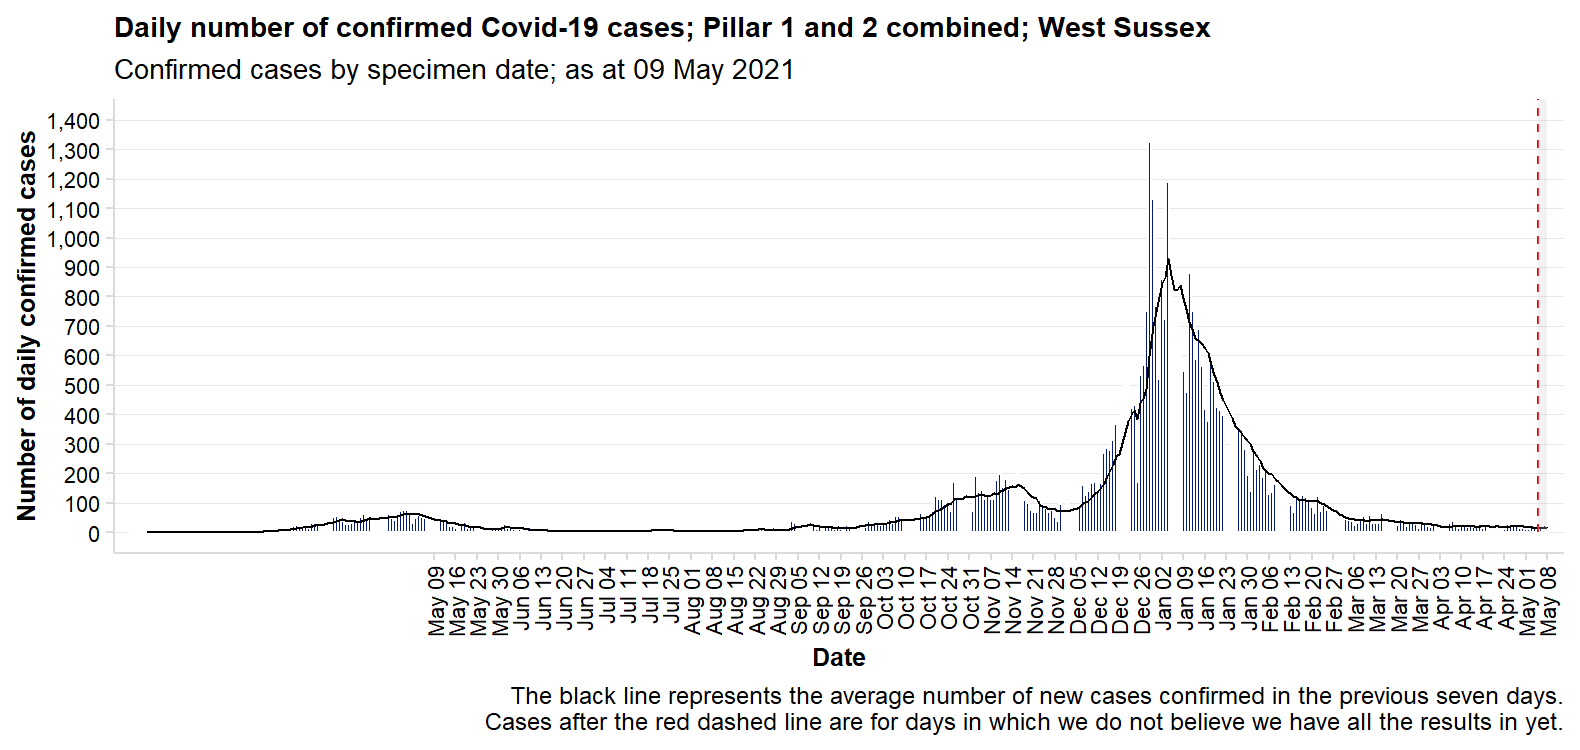 Daily number of confirmed Covid-19 cases; Pillar 1 and 2 combined; West Sussex
Confirmed cases by specimen date; as at 09 May 2021
Number of daily confirmed cases
1,400
1,300
1,200
1,100
1,000
900
800
700
600
500
400
300
200
100
0
May 09
May 16
May 23
May 30
Jun 06
Jun 13
Jun 20
Jun 27
Jul 04
Jul 11
Jul 18
Jul 25
Aug 01
Aug 08
Aug 15
Aug 22
Aug 29
Sep 05
Sep 12
Sep 19
Sep 26
Oct 03
Oct 10
Oct 17
Oct 24
Oct 31
Nov 07
Nov 14
Nov 21
Nov 28
Dec 05
Dec 12
Dec 19
Dec 26
Jan 02
Jan 09
Jan 16
Jan 23
Jan 30
Feb 06
Feb 13
Feb 20
Feb 27
Mar 06
Mar 13
Mar 20
Mar 27
Apr 03
Apr 10
Apr 17
Apr 24
May 01
May 08
Date
The black line represents the average number of new cases confirmed in the previous seven days.
Cases after the red dashed line are for days in which we do not believe we have all the results in yet.